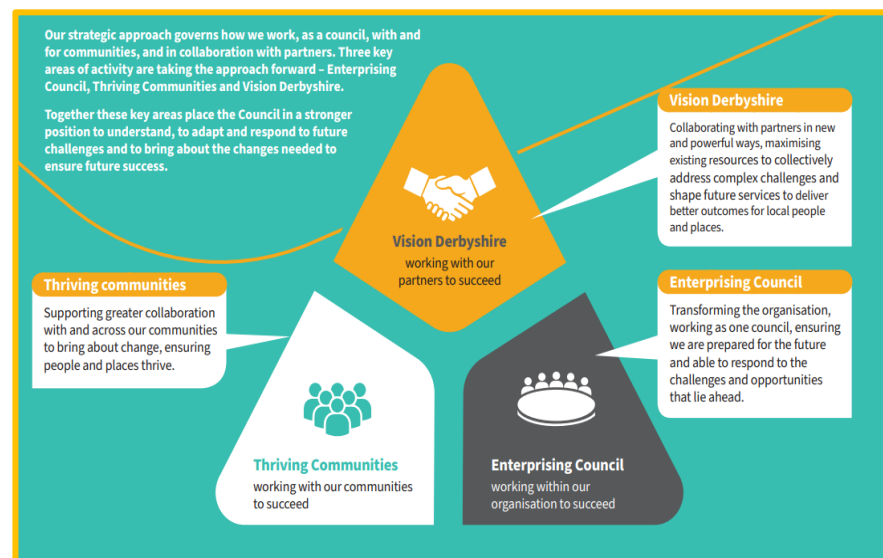 Our strategic approach governs how we work, as a council, with and
for communities, and in collaboration with partners. Three key
areas of activity are taking the approach forward – Enterprising
Council, Thriving Communities and Vision Derbyshire.
Together these key areas place the Council in a stronger
position to understand, to adapt and respond to future
challenges and to bring about the changes needed to
ensure future success.
Vision Derbyshire
Collaborating with partners in new
and powerful ways, maximising
existing resources to collectively
address complex challenges and
shape future services to deliver
better outcomes for local people
and places.
Vision Derbyshire
working with our
partners to succeed
Thriving communities
Supporting greater collaboration
with and across our communities
to bring about change, ensuring
people and places thrive.
Enterprising Council
Transforming the organisation,
working as one council, ensuring
we are prepared for the future
and able to respond to the
challenges and opportunities
that lie ahead.
Thriving Communities
working with our communities
to succeed
Enterprising Council
working within our
organisation to succeed